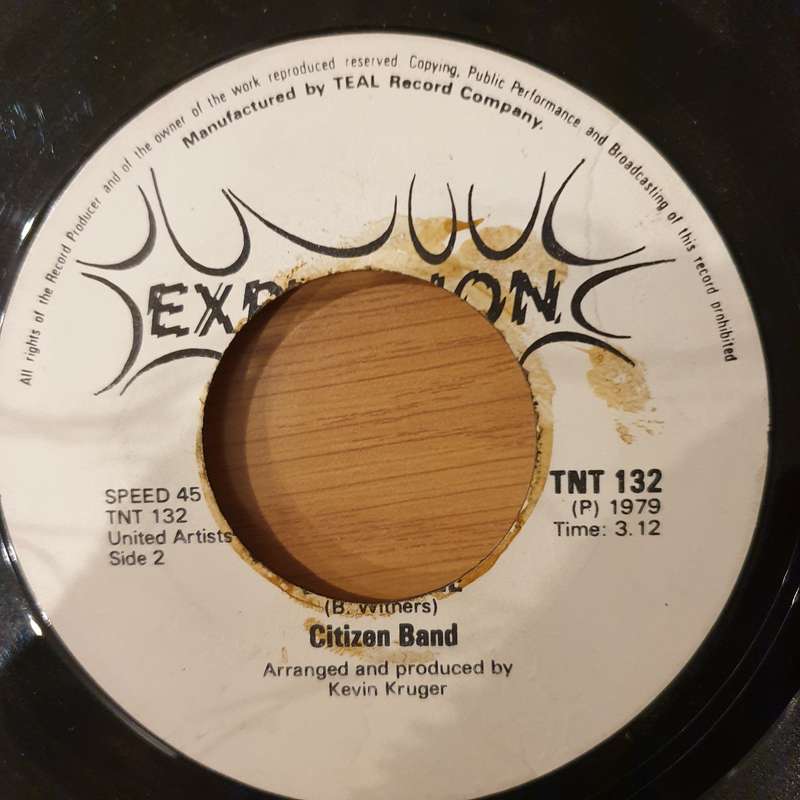 All rights of the Record Producer and of the owner of the work reproduced reserved Copying, Public Performance and Broadcasting of this record prohibited
Manufactured by TEAL Record Company.
SPEED 45
TNT 132
United Artists
Side 2
TNT 132
(P) 1979
Time: 3.12
(B. Withers)
Citizen Band
Arranged and produced by
Kevin Kruger